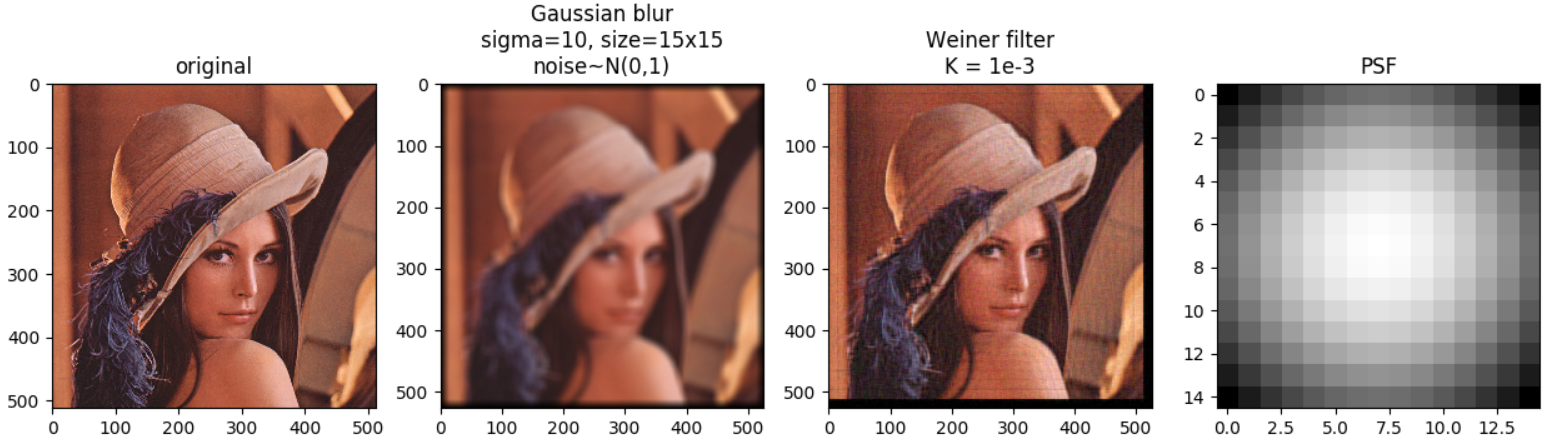 original
0
100
200
300
400
500
0 100 200 300 400 500
Gaussian blur
sigma=10, size=15x15
noise~N(0,1)
0
100
200
300
400
500
0 100 200 300 400 500
Weiner filter
K = 1e-3
0
100
200
300
400
500
0 100 200 300 400 500
PSF
0
2
4
6
8
10
12
14
0.0 2.5 5.0 7.5 10.0 12.5